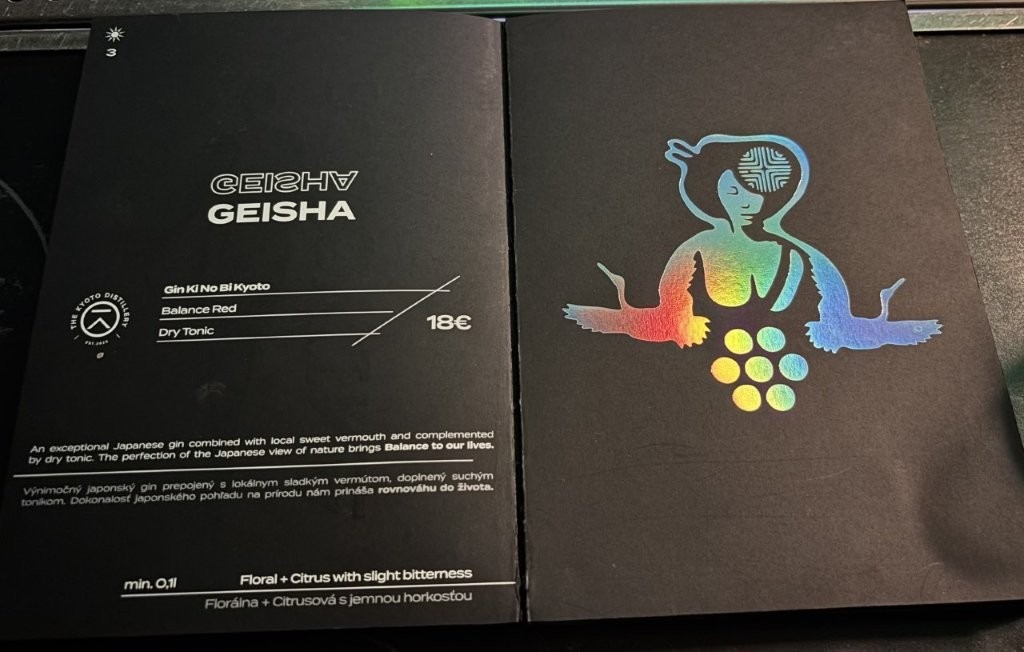 3
GEISHA
GEISHA
Gin Ki No Bi Kyoto
Balance Red
Dry Tonic
18€
THE KYOTO DISTILLERY
EST. 2014
An exceptional Japanese gin combined with local sweet vermouth and complemented
by dry tonic. The perfection of the Japanese view of nature brings Balance to our lives.
Výnimočný japonský gin prepojený s lokálnym sladkým vermútom, doplnený suchým
tonikom. Dokonalosť japonského pohľadu na prírodu nám prináša rovnováhu do života.
min. 0,1l
Floral + Citrus with slight bitterness
Florálna + Citrusová s jemnou horkosťou